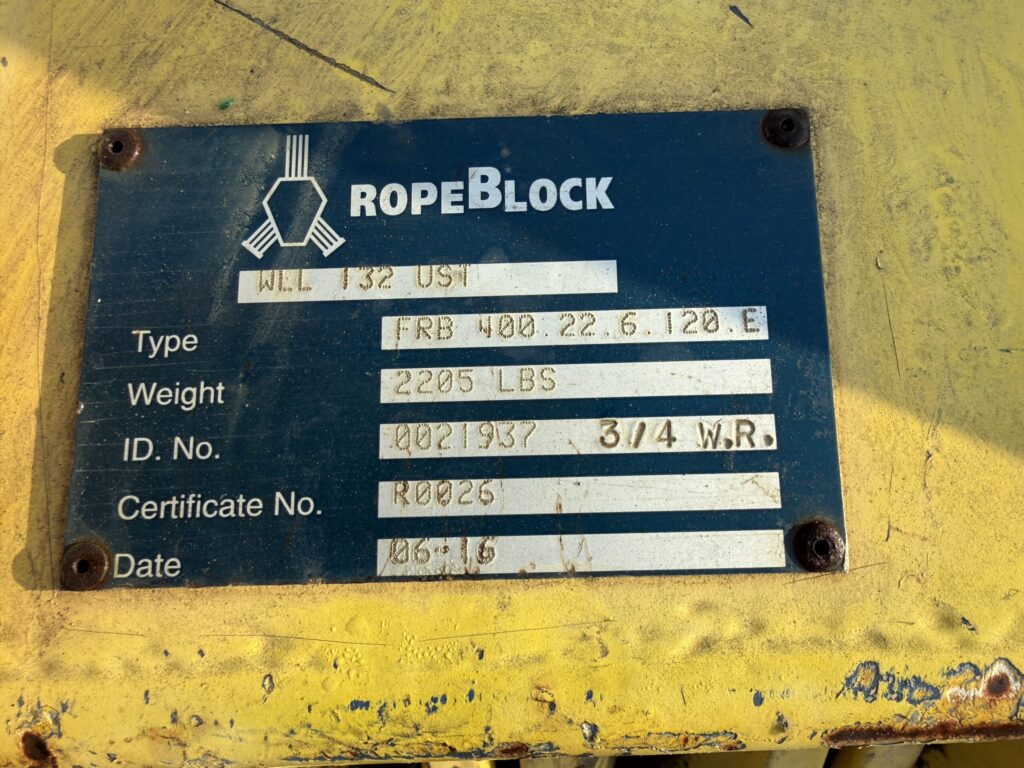 ROPEBLOCK
WLL 132 UST
Type FRB 400.22.6.120.E
Weight 2205 LBS
ID. No. 0021937 3/4 W.R.
Certificate No. R0026
Date 06-16